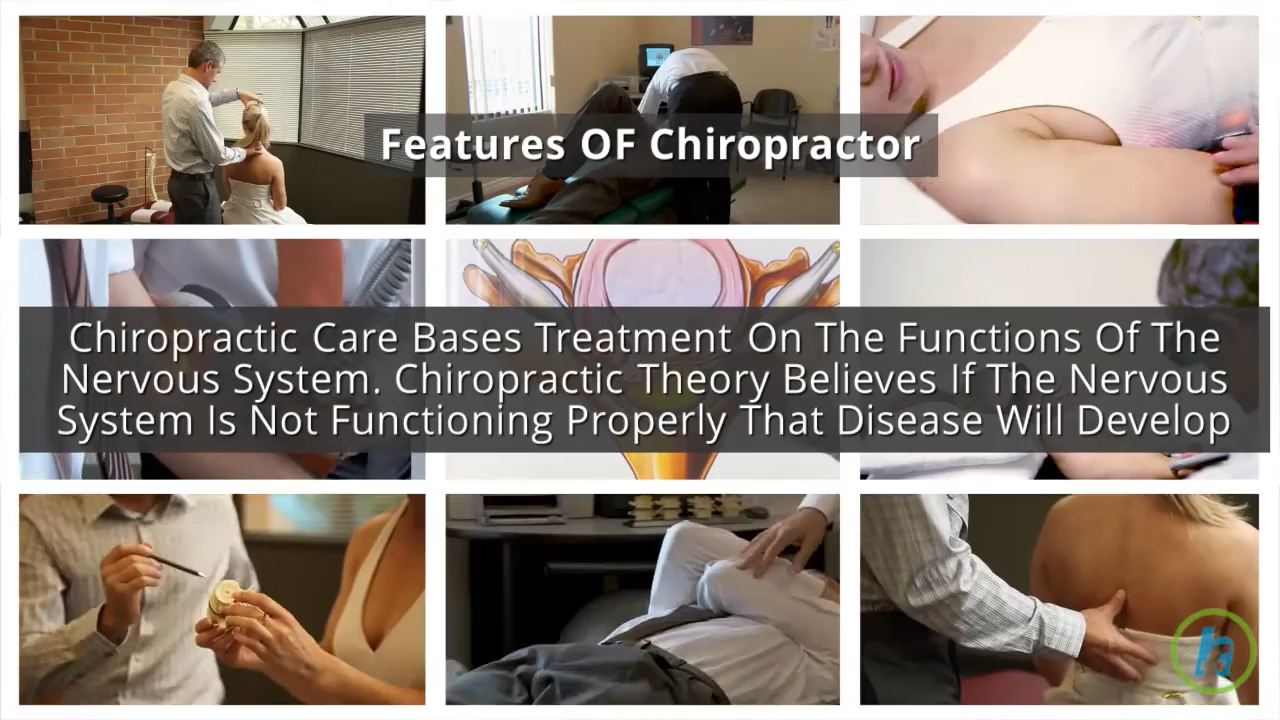 Features OF Chiropractor
Chiropractic Care Bases Treatment On The Functions Of The
Nervous System. Chiropractic Theory Believes If The Nervous
System Is Not Functioning Properly That Disease Will Develop